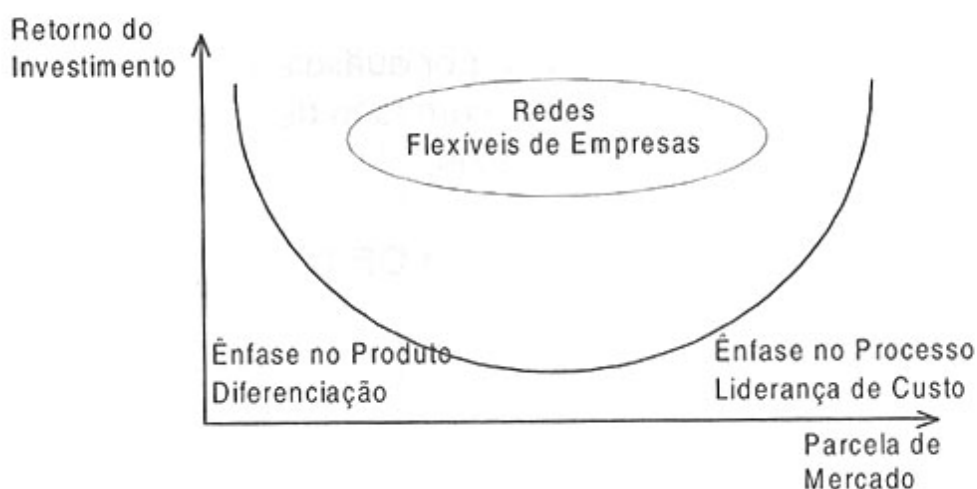 Retorno do
Investimento
Redes
Flexíveis de Empresas
Ênfase no Produto
Diferenciação
Ênfase no Processo
Liderança de Custo
Parcela de
Mercado